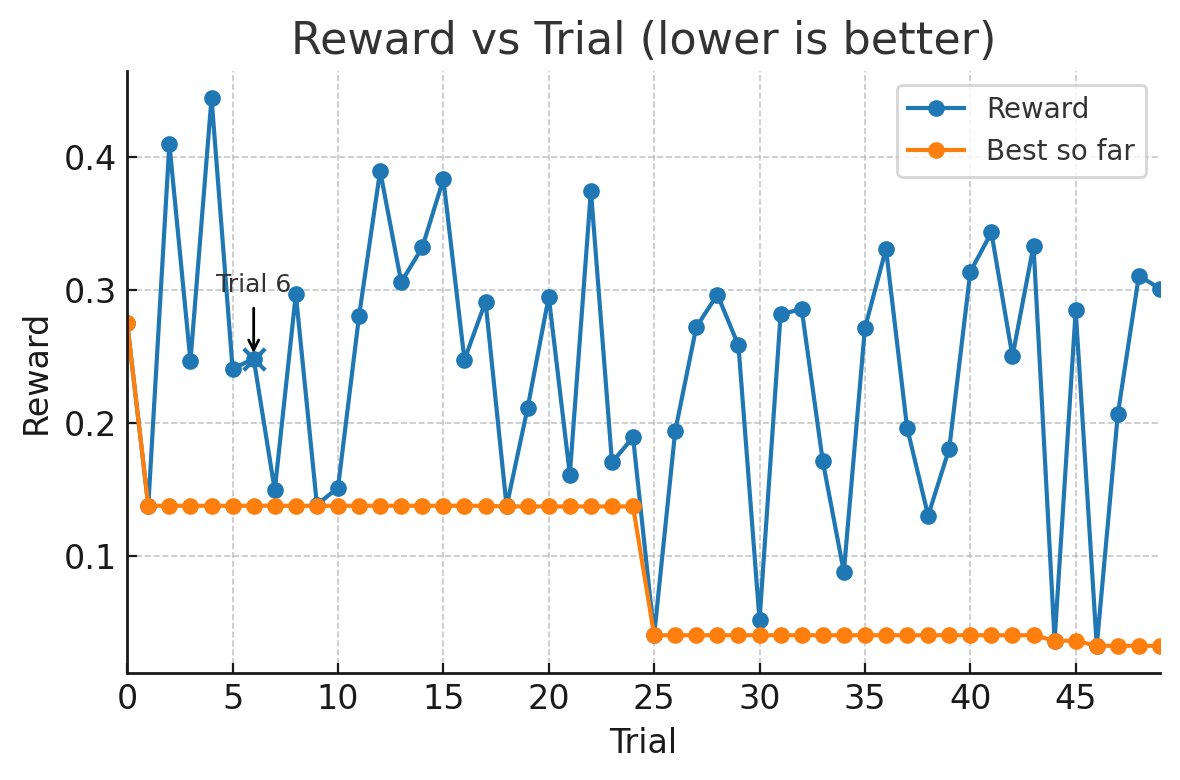 Reward vs Trial (lower is better)
Reward
Best so far
Trial 6
0.4
0.3
0.2
0.1
Reward
0 5 10 15 20 25 30 35 40 45
Trial